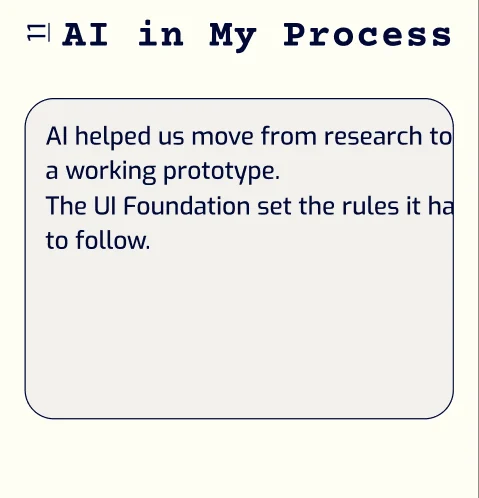 11 AI in My Process
AI helped us move from research to
a working prototype.
The UI Foundation set the rules it ha
to follow.